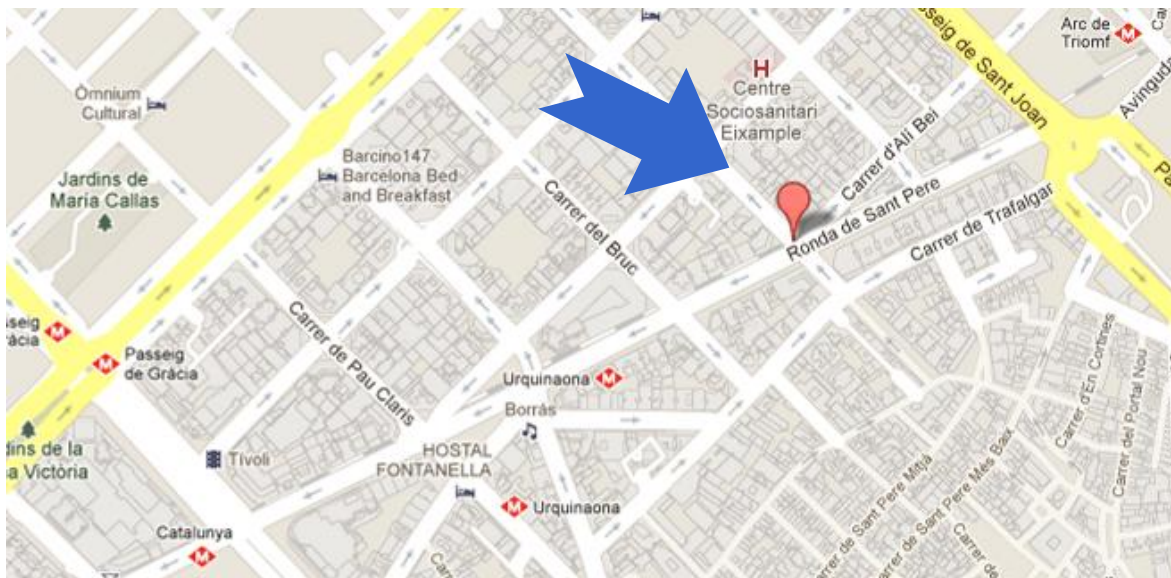 Arc de
Triomf
H
Centre
Sociosanitari
Eixample
Òmnium
Cultural
Passeig de Sant Joan
Avinguda
Carrer d'Alí Bei
Barcino147
Barcelona Bed
and Breakfast
Jardins de
Maria Callas
Ronda de Sant Pere
Carrer de Trafalgar
Carrer del Bruc
Carrer de Pau Claris
M
Passeig
de Gràcia
Urquinaona
Borràs
HOSTAL
FONTANELLA
Tívoli
Urquinaona
Catalunya
Carrer d'En Cortines
Carrer del Portal Nou
Carrer de Sant Pere Mitjà
Carrer de Sant Pere Més Baix
Carrer de